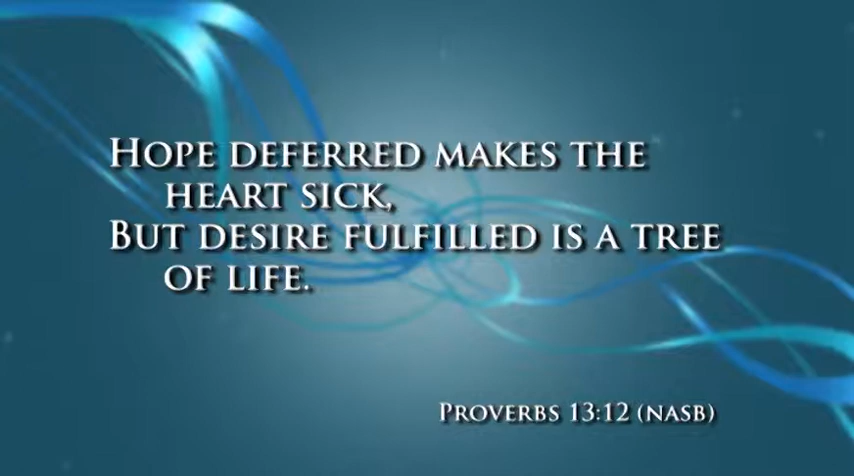 Hope deferred makes the
heart sick,
But desire fulfilled is a tree
of life.
Proverbs 13:12 (NASB)